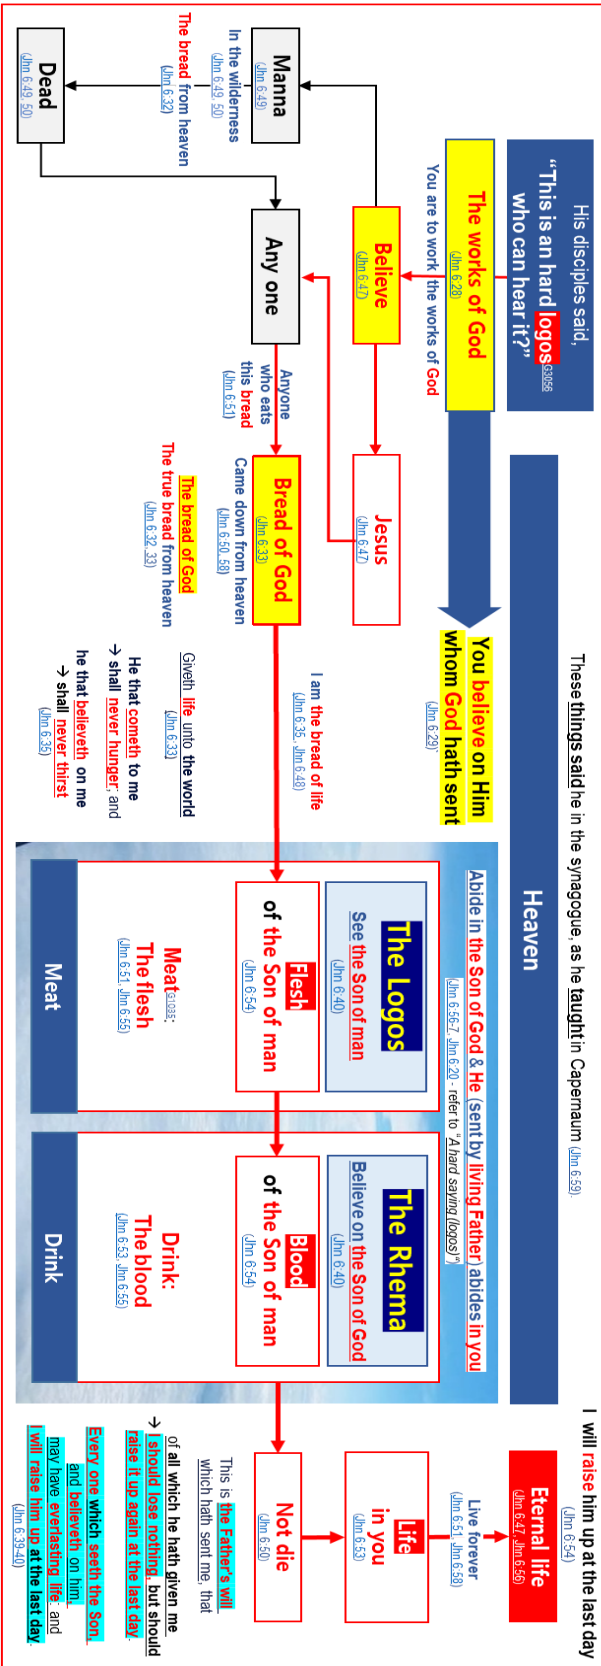 These things said he in the synagogue, as he taught in Capernaum (Jhn 6:59).
I will raise him up at the last day
(Jhn 6:54)
His disciples said,
“This is an hard logosG3056
who can hear it?”
Heaven
Eternal life
(Jhn 6:47, Jhn 6:56)
The works of God
(Jhn 6:28)
You are to work the works of God
You believe on Him
whom God hath sent
(Jhn 6:29)
Abide in the Son of God & He (sent by living Father) abides in you
(Jhn 6:56-7, Jhn 6:20 - refer to “A hard saying (logos)”)
Live forever
(Jhn 6:51, Jhn 6:58)
Believe
(Jhn 6:47)
Jesus
(Jhn 6:47)
The Logos
See the Son of man
(Jhn 6:40)
The Rhema
Believe on the Son of God
(Jhn 6:40)
Life
in you
(Jhn 6:53)
Manna
(Jhn 6:49)
In the wilderness
(Jhn 6:49, 50)
The bread from heaven
(Jhn 6:32)
Dead
(Jhn 6:49, 50)
Any one
Anyone
who eats
this bread
(Jhn 6:51)
Bread of God
(Jhn 6:33)
Came down from heaven
(Jhn 6:50, 58)
The bread of God
The true bread from heaven
(Jhn 6:32, 33)
I am the bread of life
(Jhn 6:35, Jhn 6:48)
Giveth life unto the world
(Jhn 6:33)
He that cometh to me
→ shall never hunger; and
he that believeth on me
→ shall never thirst
(Jhn 6:35)
Flesh
of the Son of man
(Jhn 6:54)
Blood
of the Son of man
(Jhn 6:54)
MeatG1035:
The flesh
(Jhn 6:51, Jhn 6:55)
Drink:
The blood
(Jhn 6:53, Jhn 6:55)
Meat
Drink
Not die
(Jhn 6:50)
This is the Father's will
which hath sent me, that
of all which he hath given me
→ I should lose nothing, but should
raise it up again at the last day.
Every one which seeth the Son,
and believeth on him,
may have everlasting life: and
I will raise him up at the last day.
(Jhn 6:39-40)